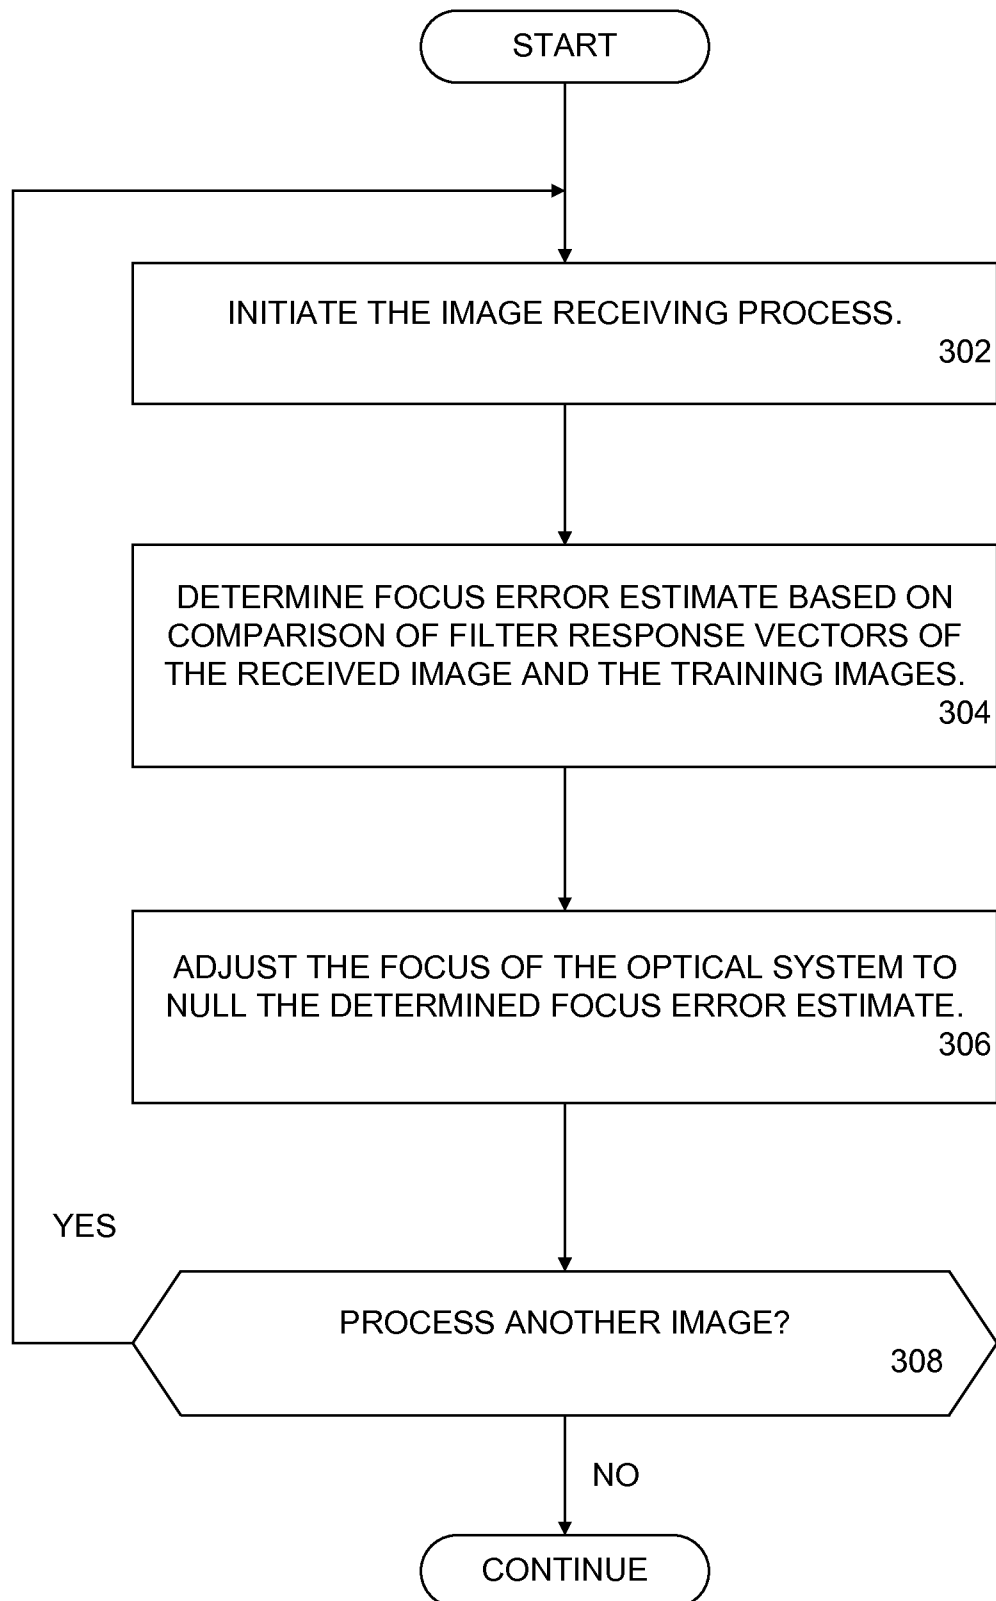 START
INITIATE THE IMAGE RECEIVING PROCESS.
302
DETERMINE FOCUS ERROR ESTIMATE BASED ON
COMPARISON OF FILTER RESPONSE VECTORS OF
THE RECEIVED IMAGE AND THE TRAINING IMAGES.
304
ADJUST THE FOCUS OF THE OPTICAL SYSTEM TO
NULL THE DETERMINED FOCUS ERROR ESTIMATE.
306
YES
PROCESS ANOTHER IMAGE?
308
NO
CONTINUE